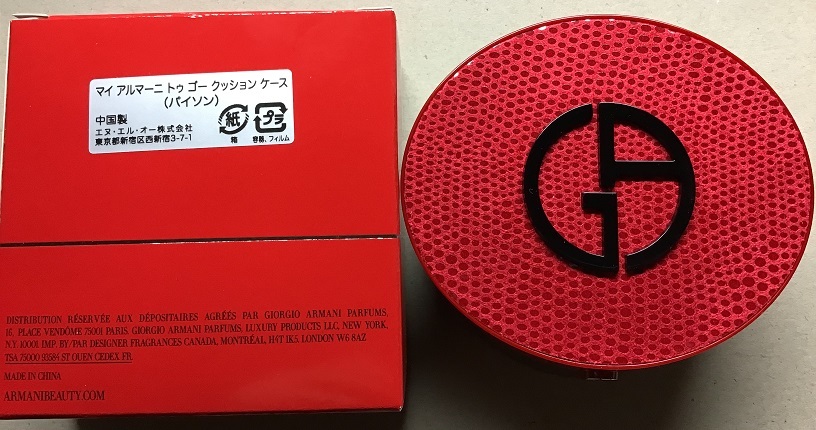 マイ アルマーニ トゥ ゴー クッション ケース
(パイソン)
中国製
エヌ・エル・オー株式会社
東京都新宿区西新宿3-7-1
紙
箱
プラ
容器、フィルム
DISTRIBUTION RÉSERVÉE AUX DÉPOSITAIRES AGRÉÉS PAR GIORGIO ARMANI PARFUMS,
16, PLACE VENDÔME 75001 PARIS. GIORGIO ARMANI PARFUMS, LUXURY PRODUCTS LLC, NEW YORK,
N.Y. 10001. IMP. BY/PAR DESIGNER FRAGRANCES CANADA, MONTRÉAL, H4T 1K5. LONDON W6 8AZ
TSA 75000 93584 ST OUEN CEDEX. FR.
MADE IN CHINA
ARMANIBEAUTY.COM
GA